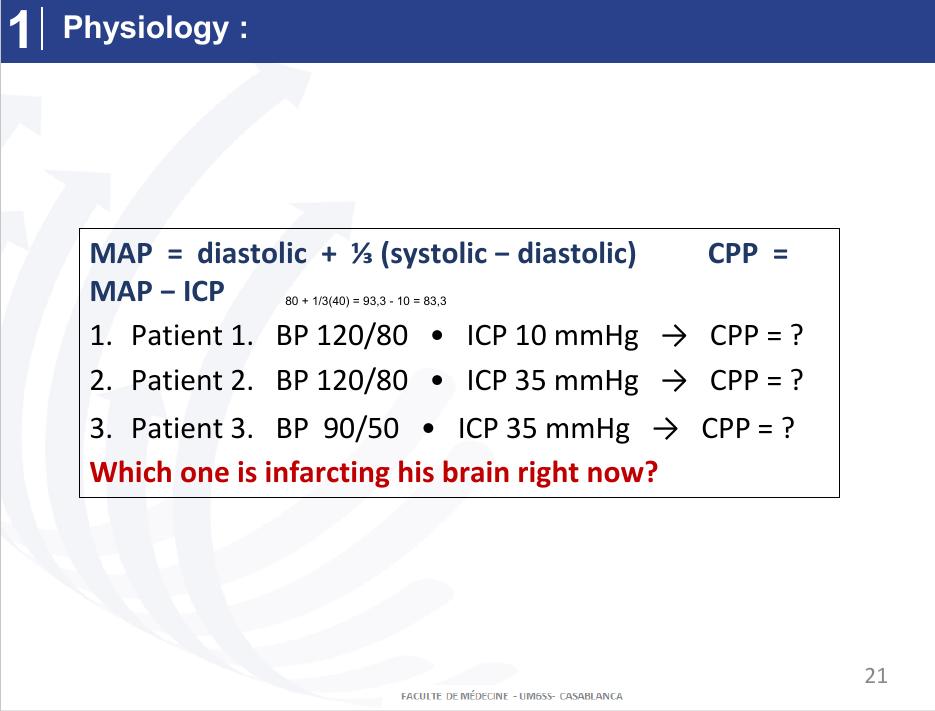 1 Physiology :
MAP = diastolic + ⅓ (systolic − diastolic) CPP =
MAP − ICP 80 + 1/3(40) = 93,3 - 10 = 83,3
1. Patient 1. BP 120/80 • ICP 10 mmHg → CPP = ?
2. Patient 2. BP 120/80 • ICP 35 mmHg → CPP = ?
3. Patient 3. BP 90/50 • ICP 35 mmHg → CPP = ?
Which one is infarcting his brain right now?
21
FACULTE DE MÉDECINE - UM6SS- CASABLANCA